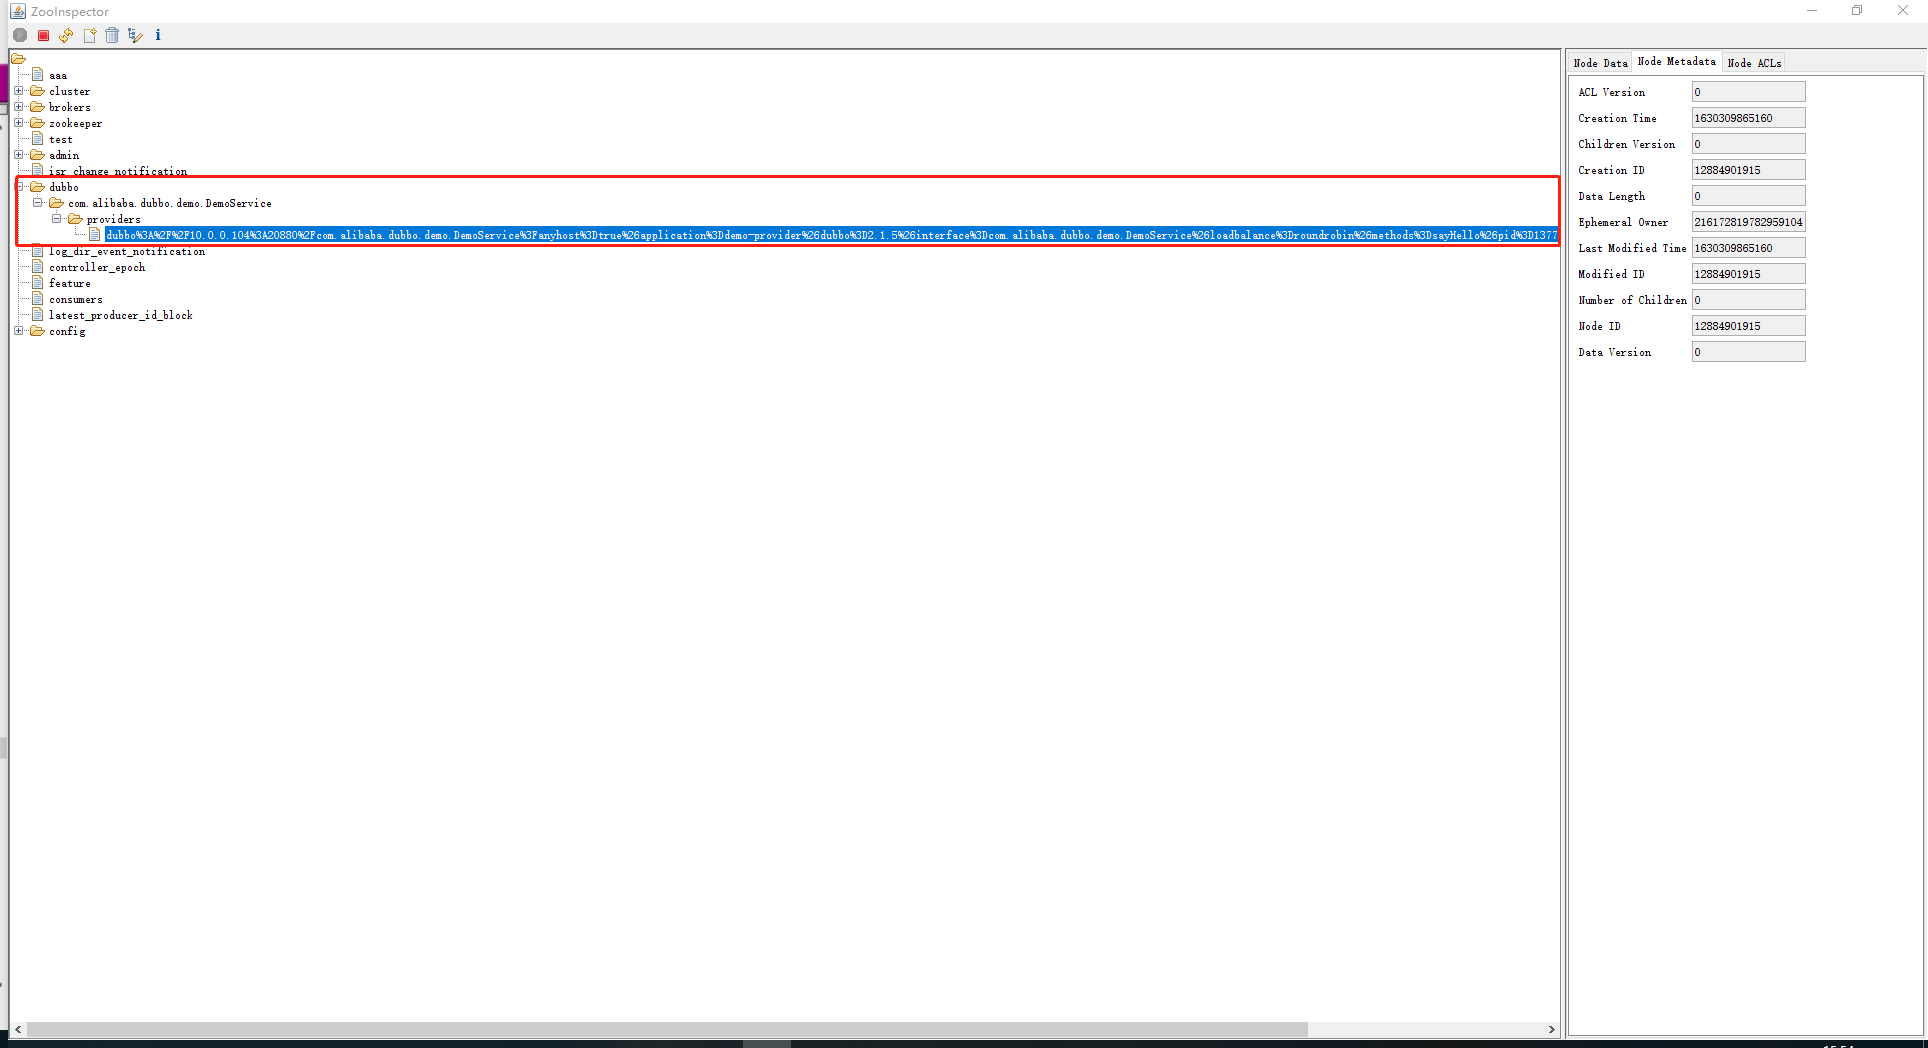 ZooInspector
aaa
cluster
brokers
zookeeper
test
admin
isr_change_notification
dubbo
com.alibaba.dubbo.demo.DemoService
providers
dubbo%3A%2F%2F10.0.0.104%3A20880%2Fcom.alibaba.dubbo.demo.DemoService%3Fanyhost%3Dtrue%26application%3Ddemo-provider%26dubbo%3D2.1.5%26interface%3Dcom.alibaba.dubbo.demo.DemoService%26loadbalance%3Droundrobin%26methods%3DsayHello%26pid%3D1377
log_dir_event_notification
controller_epoch
feature
consumers
latest_producer_id_block
config
Node Data Node Metadata Node ACLs
ACL Version 0
Creation Time 1630309865160
Children Version 0
Creation ID 12884901915
Data Length 0
Ephemeral Owner 216172819782959104
Last Modified Time 1630309865160
Modified ID 12884901915
Number of Children 0
Node ID 12884901915
Data Version 0